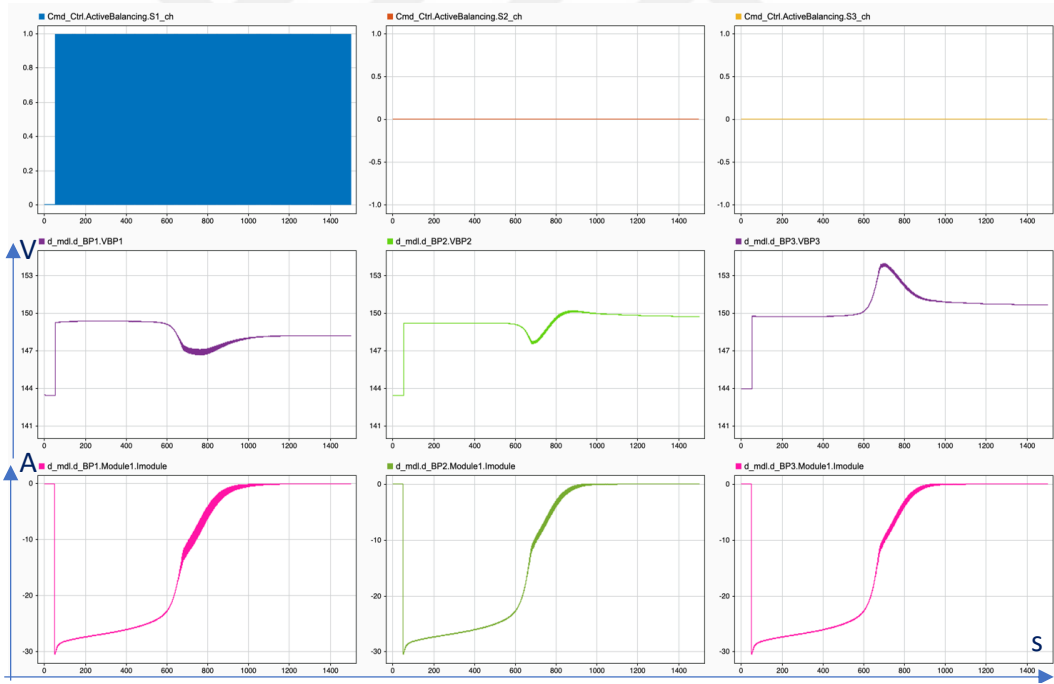 Cmd_Ctrl.ActiveBalancing.S1_ch
1.0
0.8
0.6
0.4
0.2
0
0 200 400 600 800 1000 1200 1400
Cmd_Ctrl.ActiveBalancing.S2_ch
1.0
0.5
0
-0.5
-1.0
0 200 400 600 800 1000 1200 1400
Cmd_Ctrl.ActiveBalancing.S3_ch
1.0
0.5
0
-0.5
-1.0
0 200 400 600 800 1000 1200 1400
V
d_mdl.d_BP1.VBP1
153
150
147
144
141
0 200 400 600 800 1000 1200 1400
d_mdl.d_BP2.VBP2
153
150
147
144
141
0 200 400 600 800 1000 1200 1400
d_mdl.d_BP3.VBP3
153
150
147
144
141
0 200 400 600 800 1000 1200 1400
A
d_mdl.d_BP1.Module1.Imodule
0
-10
-20
-30
0 200 400 600 800 1000 1200 1400
d_mdl.d_BP2.Module1.Imodule
0
-10
-20
-30
0 200 400 600 800 1000 1200 1400
d_mdl.d_BP3.Module1.Imodule
0
-10
-20
-30
0 200 400 600 800 1000 1200 1400
s